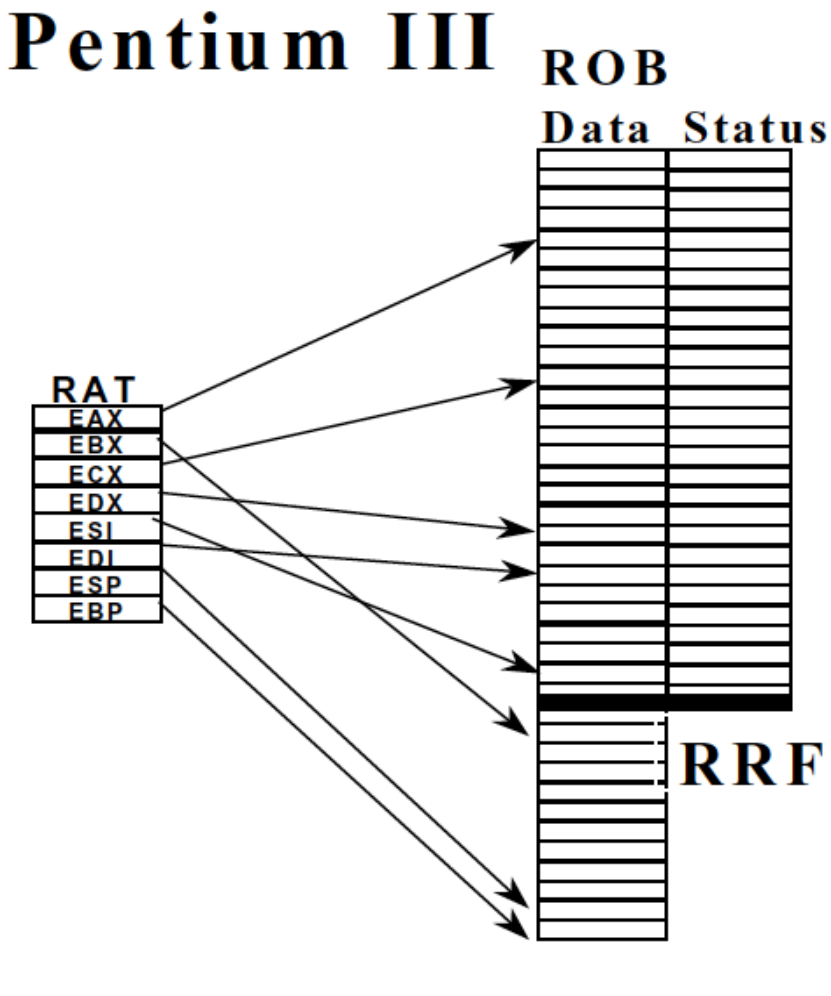 Pentium III
ROB
Data Status
RAT
EAX
EBX
ECX
EDX
ESI
EDI
ESP
EBP
RRF